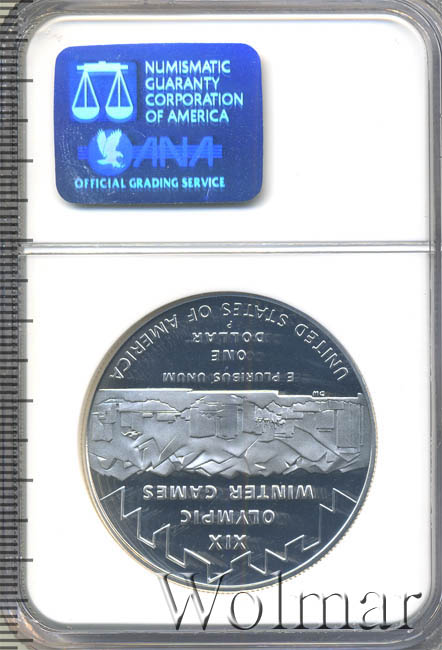 NUMISMATIC
GUARANTY
CORPORATION
OF AMERICA
ANA
OFFICIAL GRADING SERVICE
XIX
OLYMPIC
WINTER GAMES
DW
E PLURIBUS UNUM
ONE
DOLLAR
P
UNITED STATES OF AMERICA
Wolmar